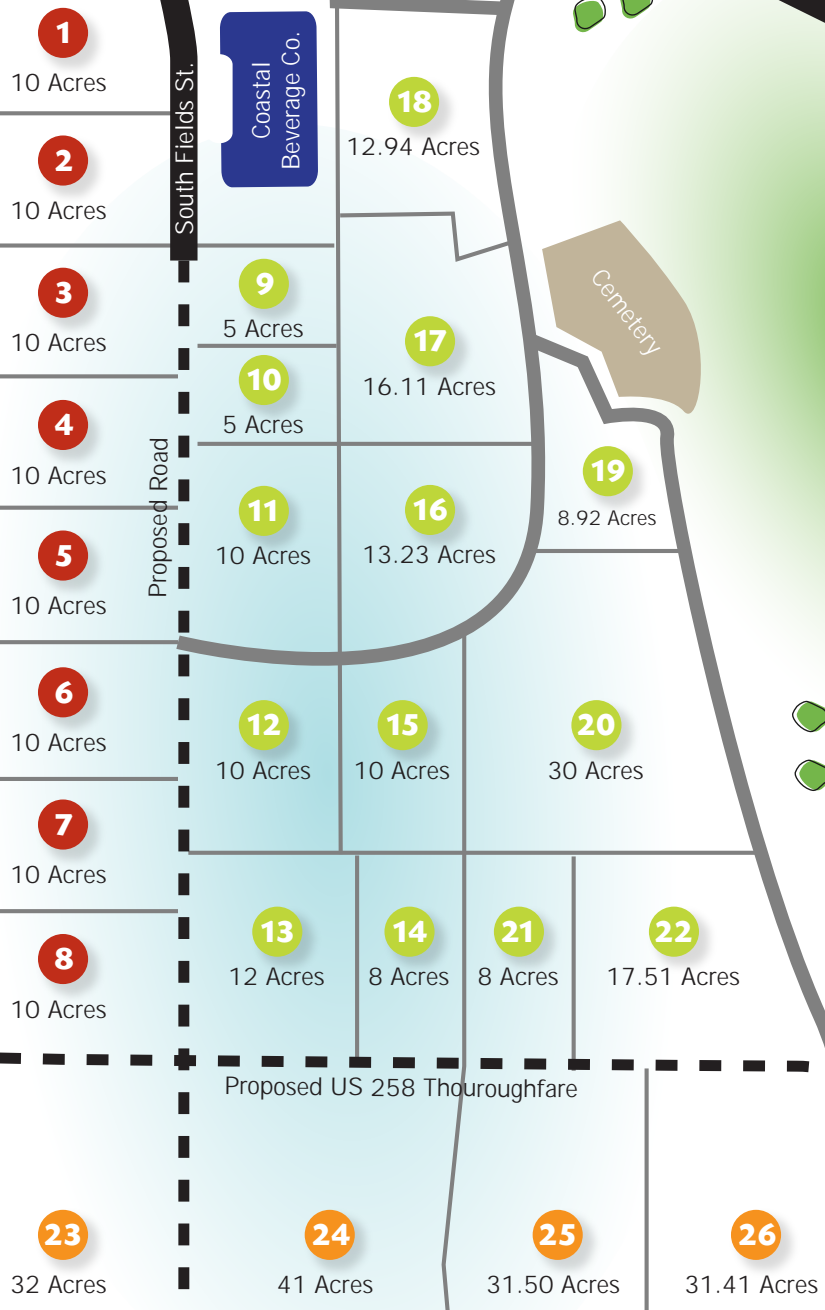 1
10 Acres
2
10 Acres
3
10 Acres
4
10 Acres
5
10 Acres
6
10 Acres
7
10 Acres
8
10 Acres
South Fields St.
Proposed Road
Coastal
Beverage Co.
18
12.94 Acres
9
5 Acres
10
5 Acres
17
16.11 Acres
Cemetery
11
10 Acres
16
13.23 Acres
19
8.92 Acres
12
10 Acres
15
10 Acres
20
30 Acres
13
12 Acres
14
8 Acres
21
8 Acres
22
17.51 Acres
Proposed US 258 Thouroughfare
23
32 Acres
24
41 Acres
25
31.50 Acres
26
31.41 Acres